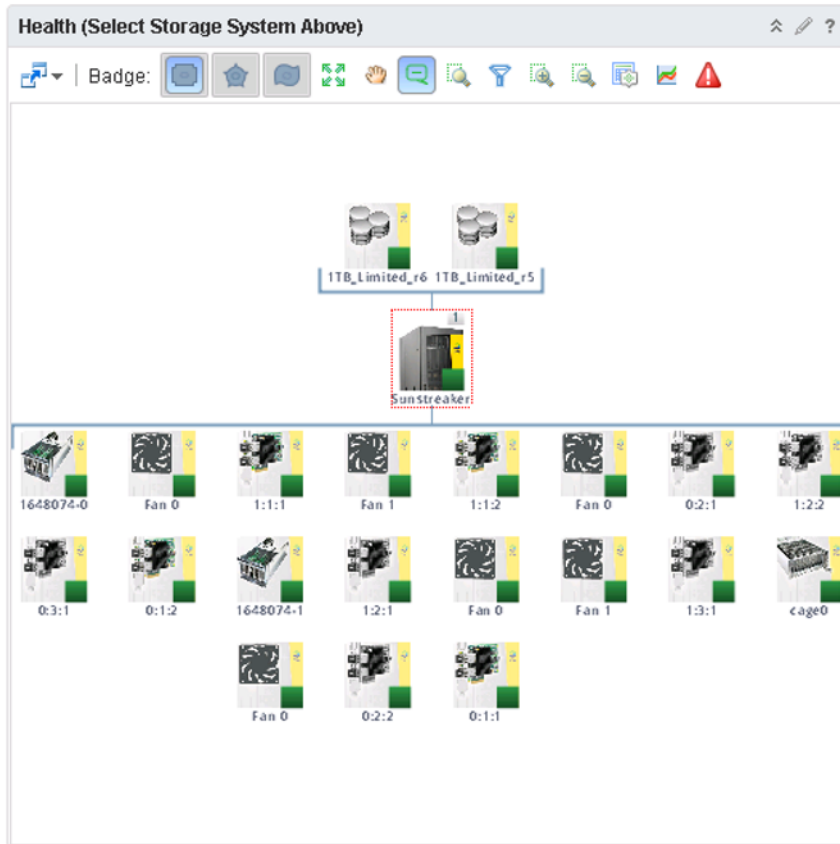 Health (Select Storage System Above)
?
Badge:
1TB_Limited_r6 1TB_Limited_r5
1
Sunstreaker
1648074-0 Fan 0 1:1:1 Fan 1 1:1:2 Fan 0 0:2:1 1:2:2
0:3:1 0:1:2 1648074-1 1:2:1 Fan 0 Fan 1 1:3:1 cage0
Fan 0 0:2:2 0:1:1